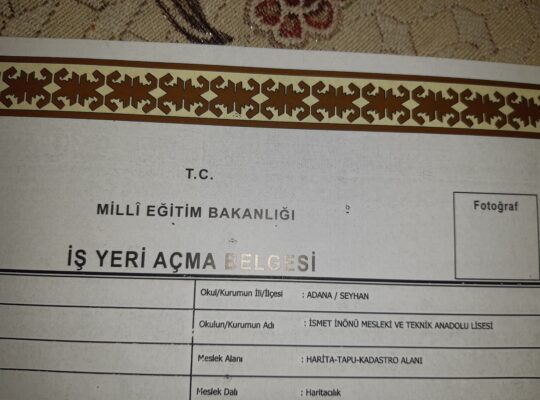 T.C.
MİLLÎ EĞİTİM BAKANLIĞI
Fotoğraf
İŞ YERİ AÇMA BELGESİ
Okul/Kurumun İli/İlçesi : ADANA / SEYHAN
Okulun/Kurumun Adı : İSMET İNÖNÜ MESLEKİ VE TEKNİK ANADOLU LİSESİ
Meslek Alanı : HARİTA-TAPU-KADASTRO ALANI
Meslek Dalı : Haritacılık